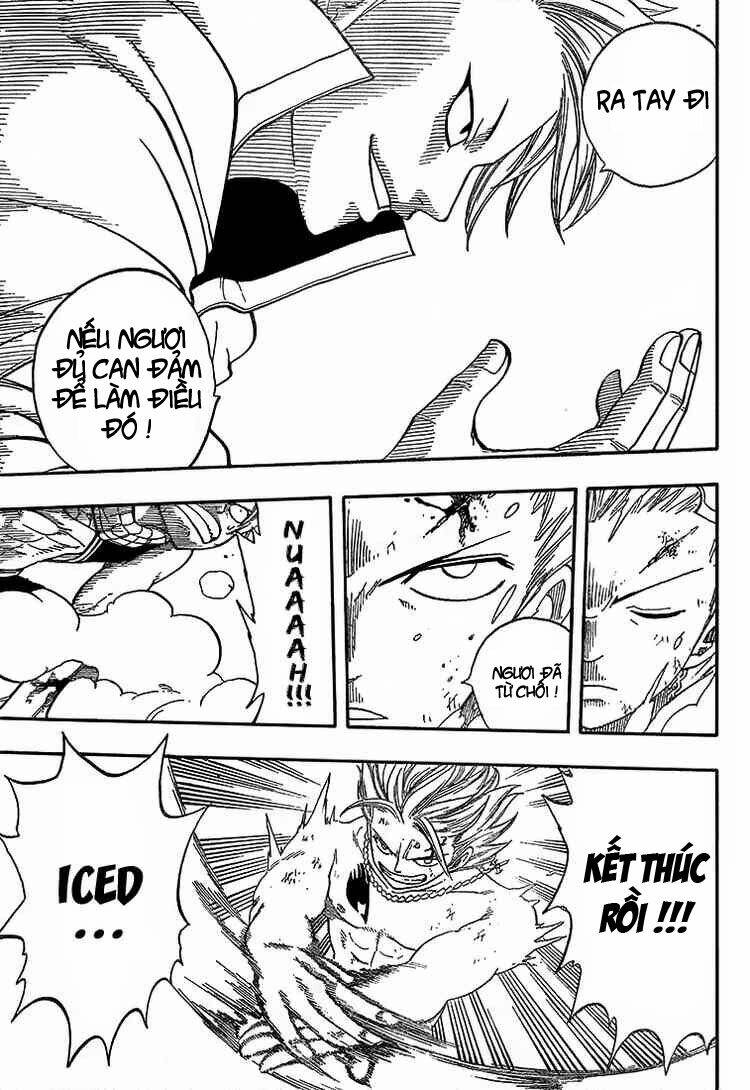 RA TAY ĐI
NẾU NGƯƠI
ĐỦ CAN ĐẢM
ĐỂ LÀM ĐIỀU
ĐÓ !
NGƯƠI ĐÃ
TỪ CHỐI !
NUAAAAH!!!
KẾT THÚC
RỒI !!!
ICED
...